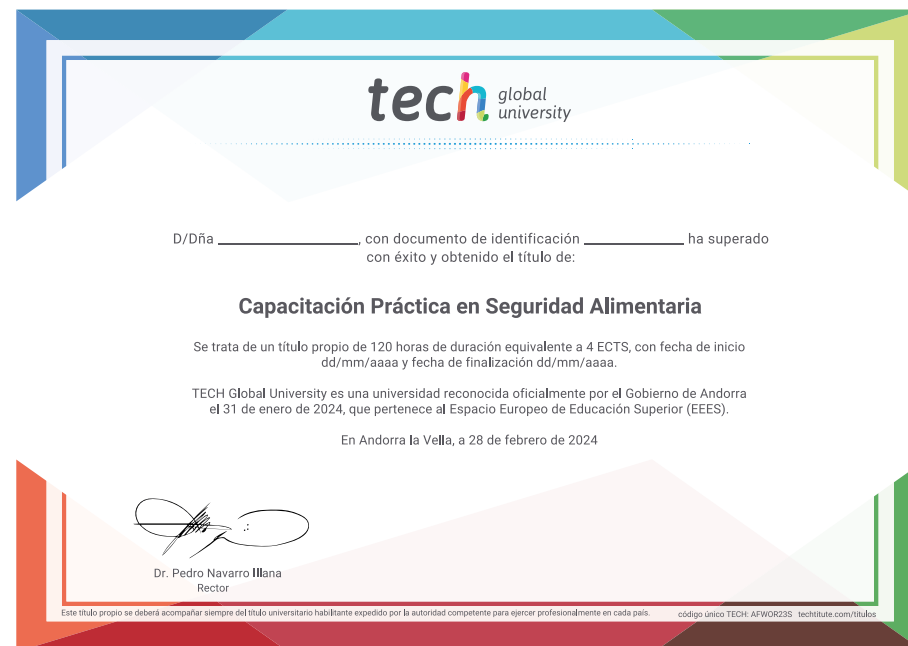 tech global university
D/Dña ____________________, con documento de identificación ______________ ha superado
con éxito y obtenido el título de:
Capacitación Práctica en Seguridad Alimentaria
Se trata de un título propio de 120 horas de duración equivalente a 4 ECTS, con fecha de inicio
dd/mm/aaaa y fecha de finalización dd/mm/aaaa.
TECH Global University es una universidad reconocida oficialmente por el Gobierno de Andorra
el 31 de enero de 2024, que pertenece al Espacio Europeo de Educación Superior (EEES).
En Andorra la Vella, a 28 de febrero de 2024
Dr. Pedro Navarro Illana
Rector
Este título propio se deberá acompañar siempre del título universitario habilitante expedido por la autoridad competente para ejercer profesionalmente en cada país. código único TECH: AFWOR23S techtitute.com/titulos